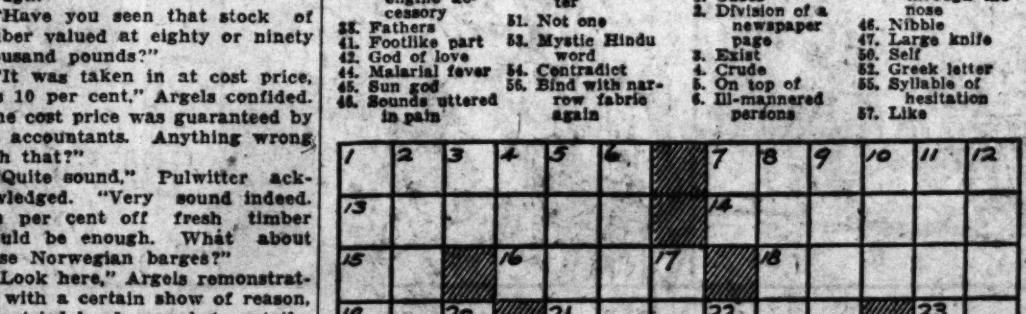 "Have you seen that stock of
valued at eighty or ninety
pounds?"
"It was taken in at cost price,
10 per cent," Argels confided.
cost price was guaranteed by
accountants. Anything wrong
that?"
"Quite sound," Pulwitter ack-
"Very sound indeed.
per cent off fresh timber
be enough. What about
Norwegian barges?"
"Look here," Argels remonstrat-
with a certain show of reason,
cessory
38. Fathers
41. Footlike part
42. God of love
44. Malarial fever
45. Sun god
48. Sounds uttered
in pain
51. Not one
53. Mystic Hindu
word
54. Contradict
56. Bind with nar-
row fabric
again
2. Division of a
newspaper
page
3. Exist
4. Crude
5. On top of
6. Ill-mannered
persons
nose
46. Nibble
47. Large knife
50. Self
52. Greek letter
55. Syllable of
hesitation
57. Like
1 2 3 4 5 6 7 8 9 10 11 12
13 14
15 16 17 18
19 20 21 22 23